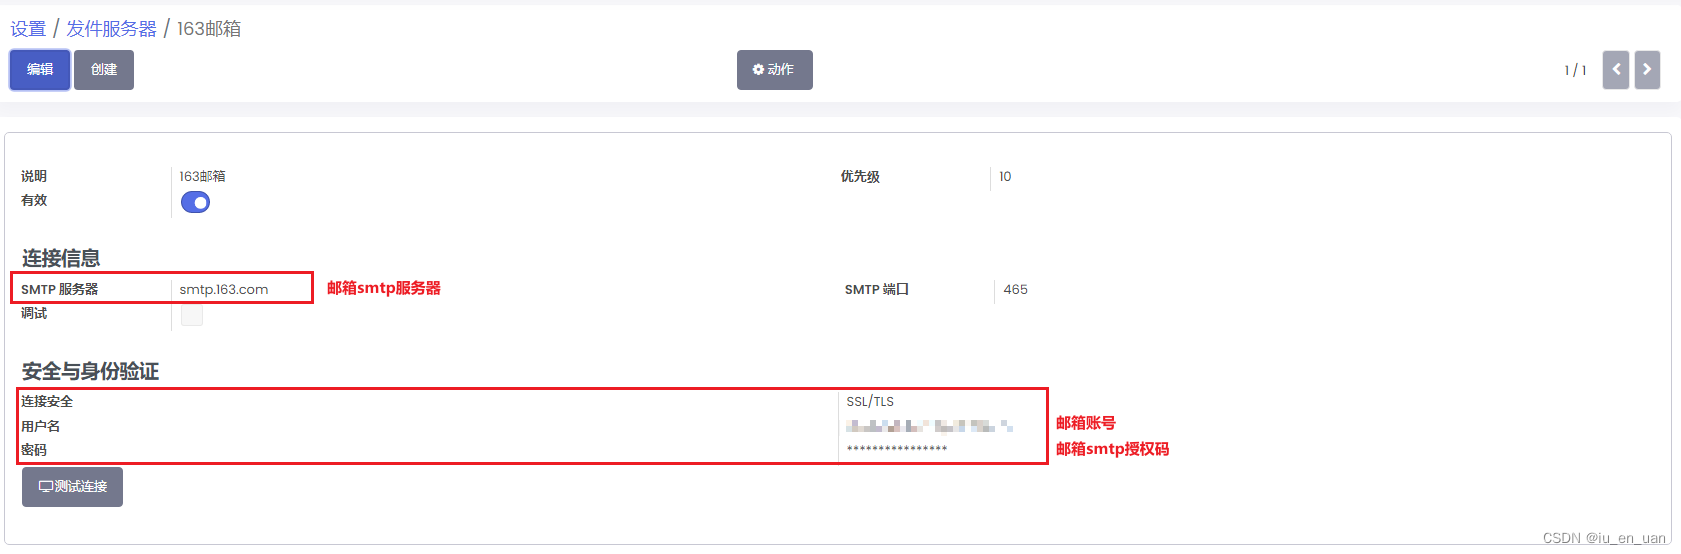 设置 / 发件服务器 / 163邮箱
编辑 创建 动作 1 / 1
说明 163邮箱 优先级 10
有效
连接信息
SMTP 服务器 smtp.163.com 邮箱smtp服务器 SMTP 端口 465
调试
安全与身份验证
连接安全 SSL/TLS
用户名 邮箱账号
密码 **************** 邮箱smtp授权码
测试连接
CSDN @iu_en_uan